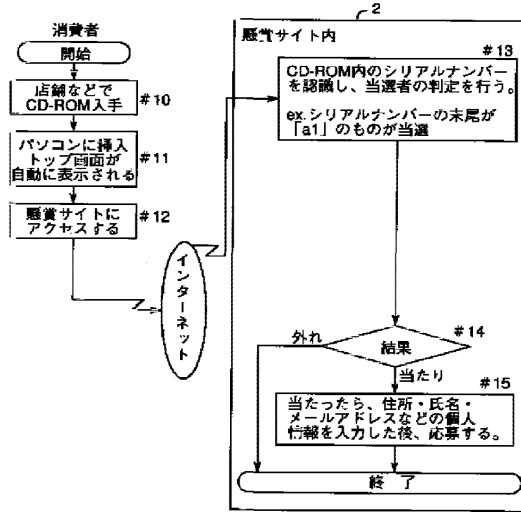 消費者
開始
店舗などで
CD-ROM入手
#10
パソコンに挿入
トップ画面が
自動に表示される
#11
懸賞サイトに
アクセスする
#12
インターネット
2
懸賞サイト内
#13
CD-ROM内のシリアルナンバー
を認識し、当選者の判定を行う。
ex.シリアルナンバーの末尾が
「a1」のものが当選
#14
結果
外れ
当たり
#15
当たったら、住所・氏名・
メールアドレスなどの個人
情報を入力した後、応募する。
終了